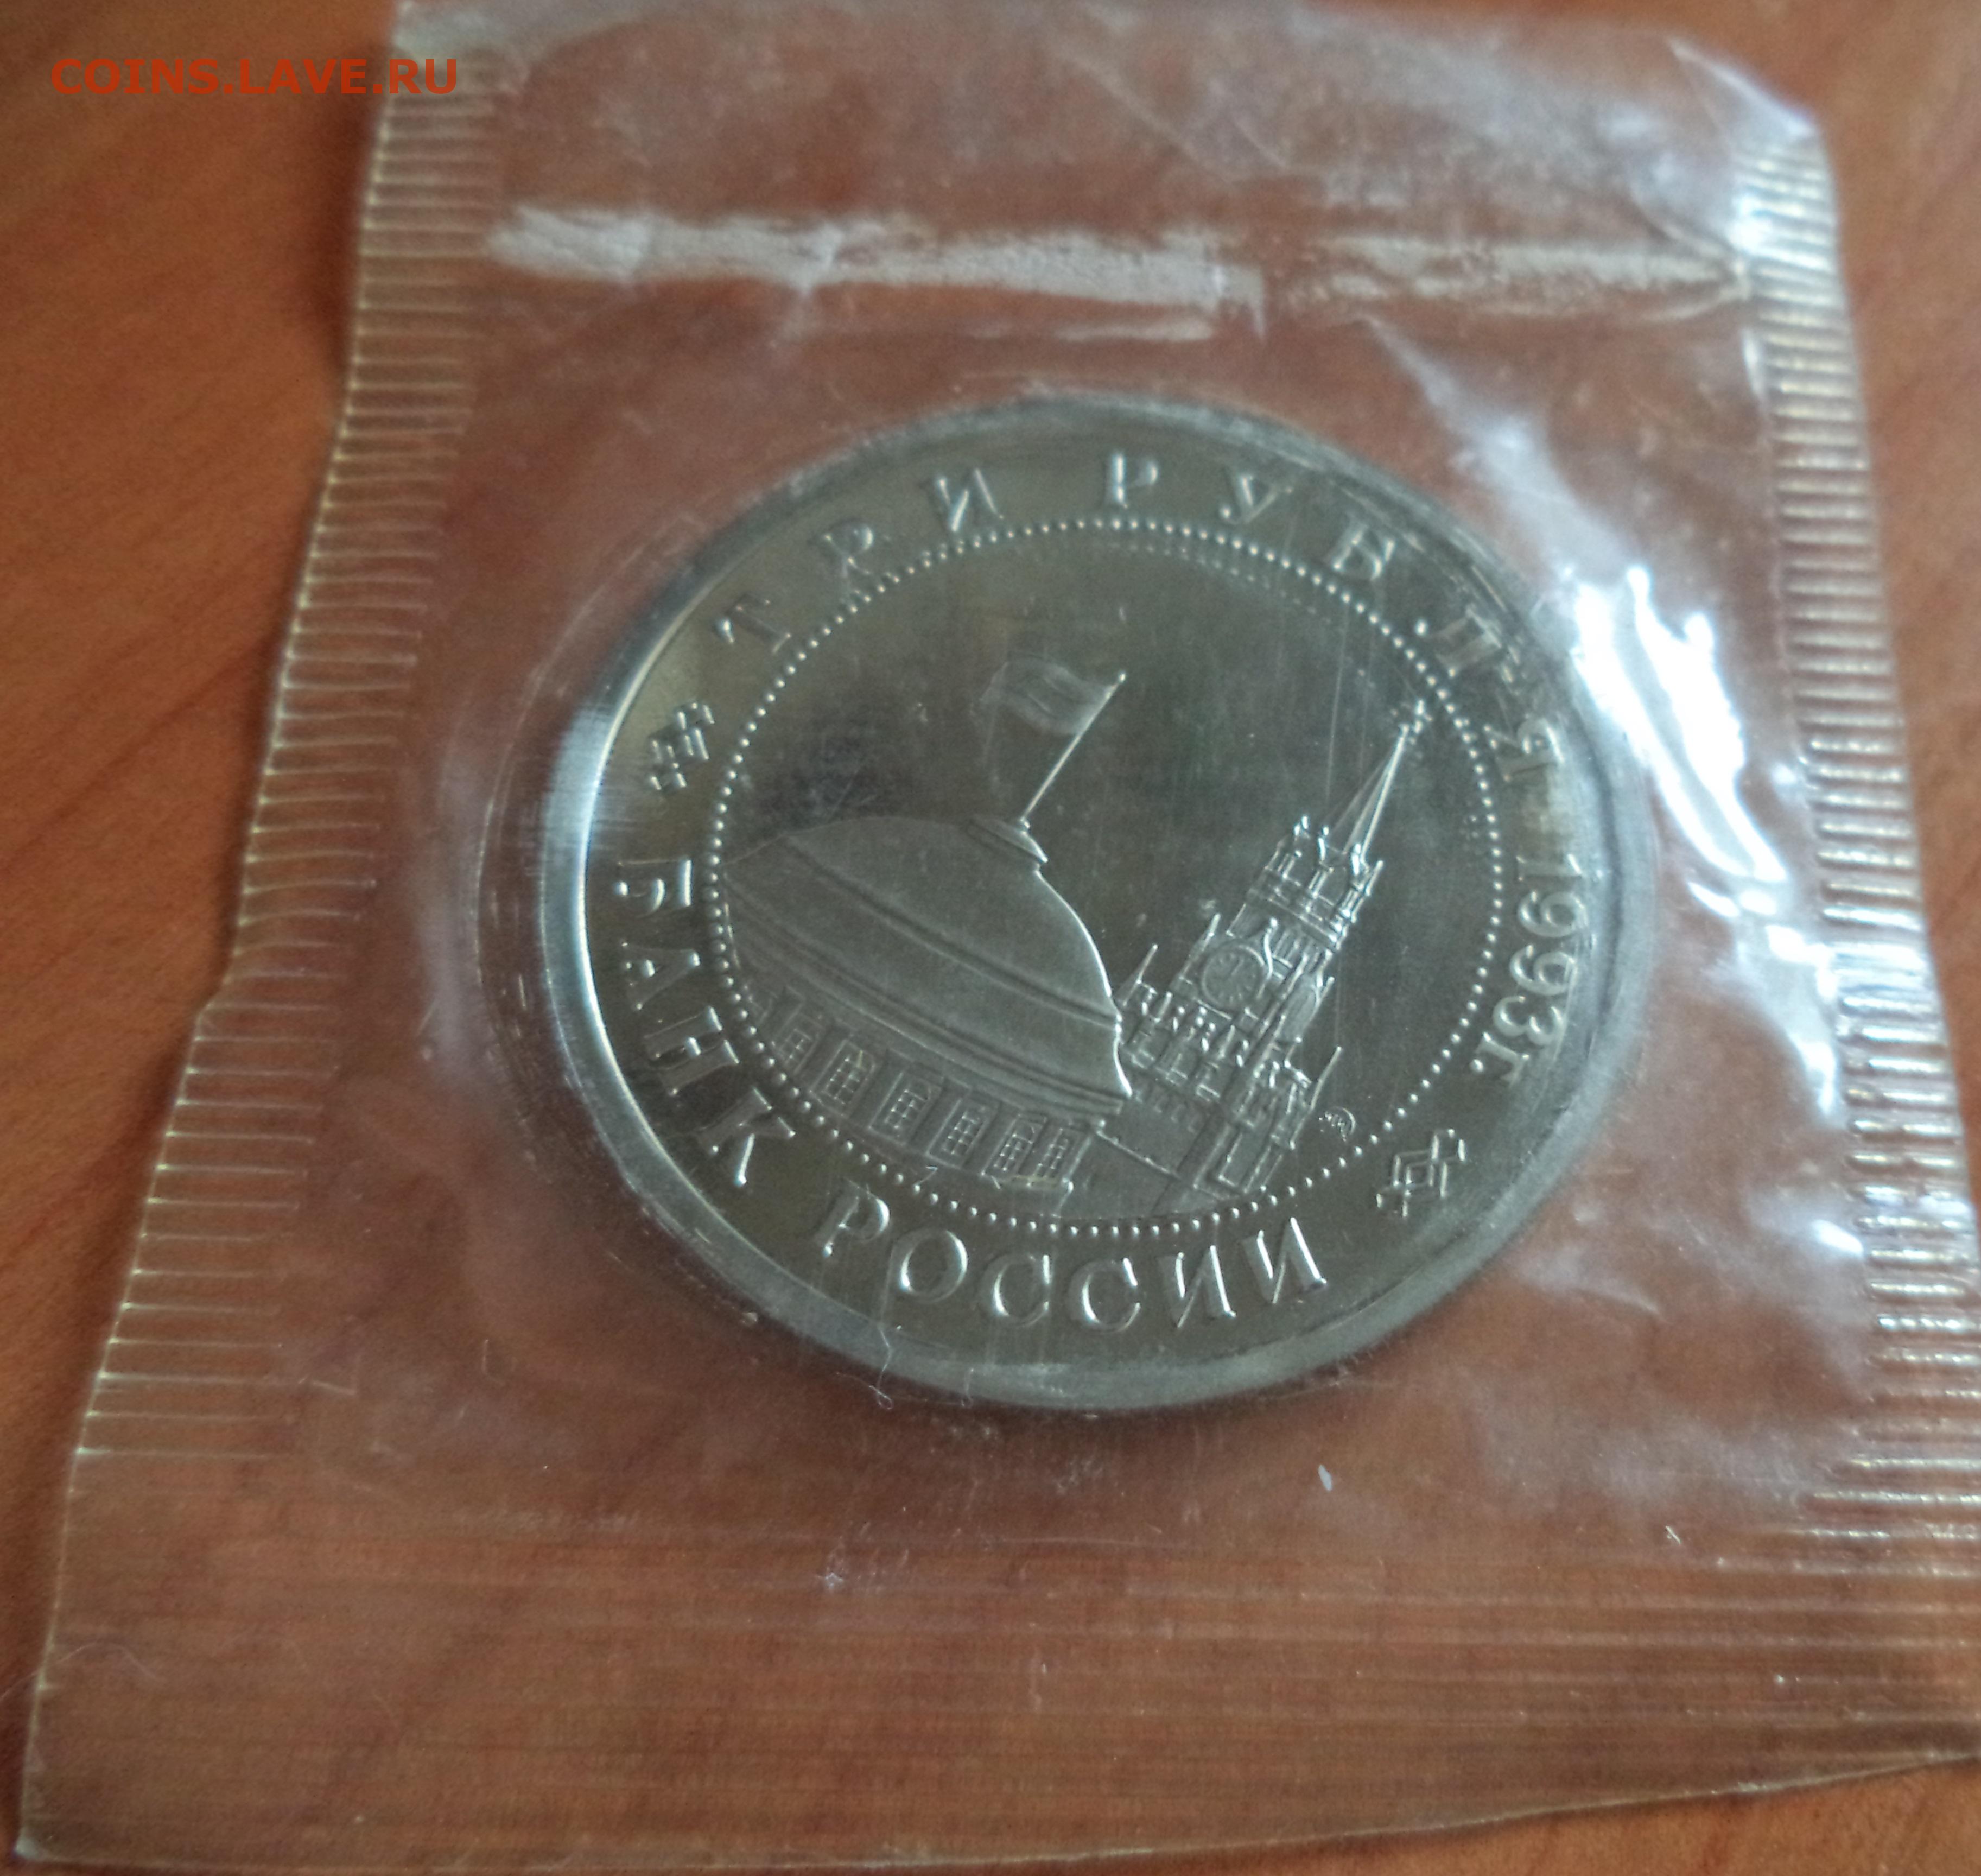 COINS.LAVE.RU
ТРИ РУБЛЯ 1993г.
БАНК РОССИИ